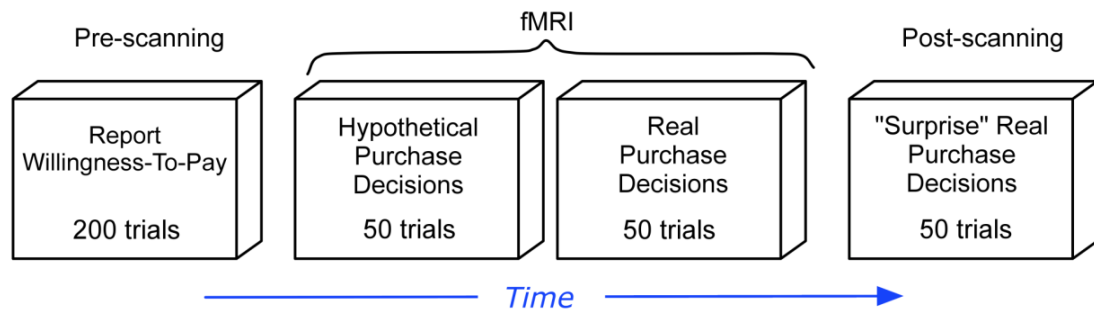 fMRI
Pre-scanning
Post-scanning
Report
Willingness-To-Pay
200 trials
Hypothetical
Purchase
Decisions
50 trials
Real
Purchase
Decisions
50 trials
"Surprise" Real
Purchase
Decisions
50 trials
Time